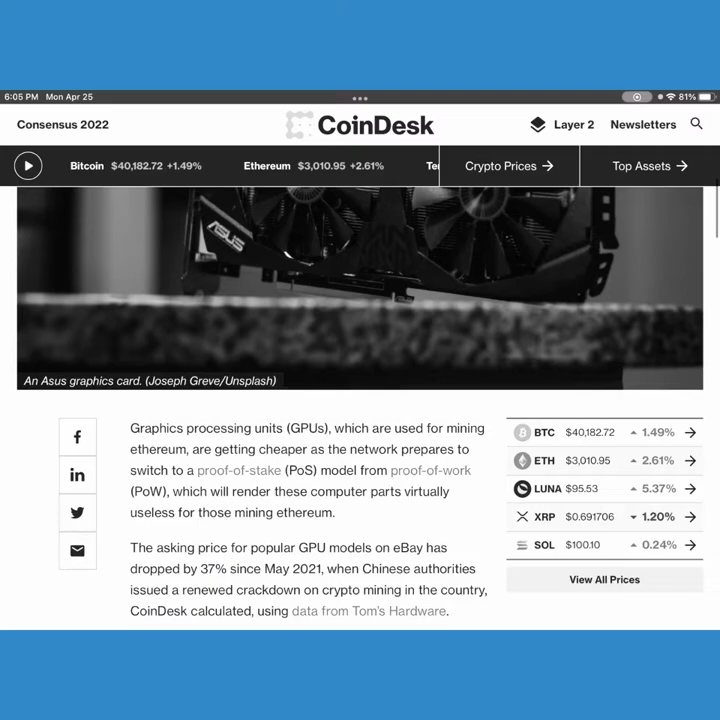 6:05 PM Mon Apr 25
81%
Consensus 2022
CoinDesk
Layer 2
Newsletters
Bitcoin $40,182.72 +1.49%
Ethereum $3,010.95 +2.61%
Crypto Prices →
Top Assets →
ASUS
An Asus graphics card. (Joseph Greve/Unsplash)
Graphics processing units (GPUs), which are used for mining
ethereum, are getting cheaper as the network prepares to
switch to a proof-of-stake (PoS) model from proof-of-work
(PoW), which will render these computer parts virtually
useless for those mining ethereum.
The asking price for popular GPU models on eBay has
dropped by 37% since May 2021, when Chinese authorities
issued a renewed crackdown on crypto mining in the country,
CoinDesk calculated, using data from Tom's Hardware.
BTC $40,182.72 1.49% →
ETH $3,010.95 2.61% →
LUNA $95.53 5.37% →
XRP $0.691706 1.20% →
SOL $100.10 0.24% →
View All Prices